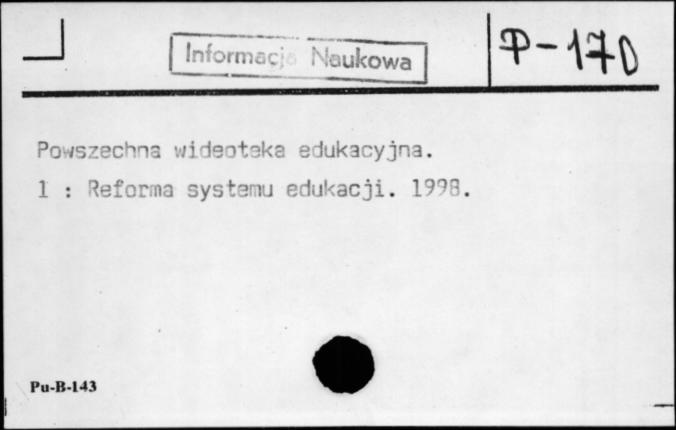 Informacja Naukowa
P-170
Powszechna wideoteka edukacyjna.
1 : Reforma systemu edukacji. 1998.
Pu-B-143